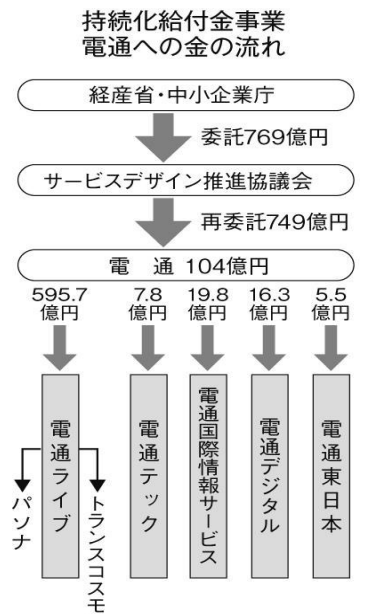 持続化給付金事業
電通への金の流れ
経産省・中小企業庁
委託769億円
サービスデザイン推進協議会
再委託749億円
電 通 104億円
595.7
億円
7.8
億円
19.8
億円
16.3
億円
5.5
億円
電通ライブ
電通テック
電通国際情報サービス
電通デジタル
電通東日本
パソナ
トランスコスモ